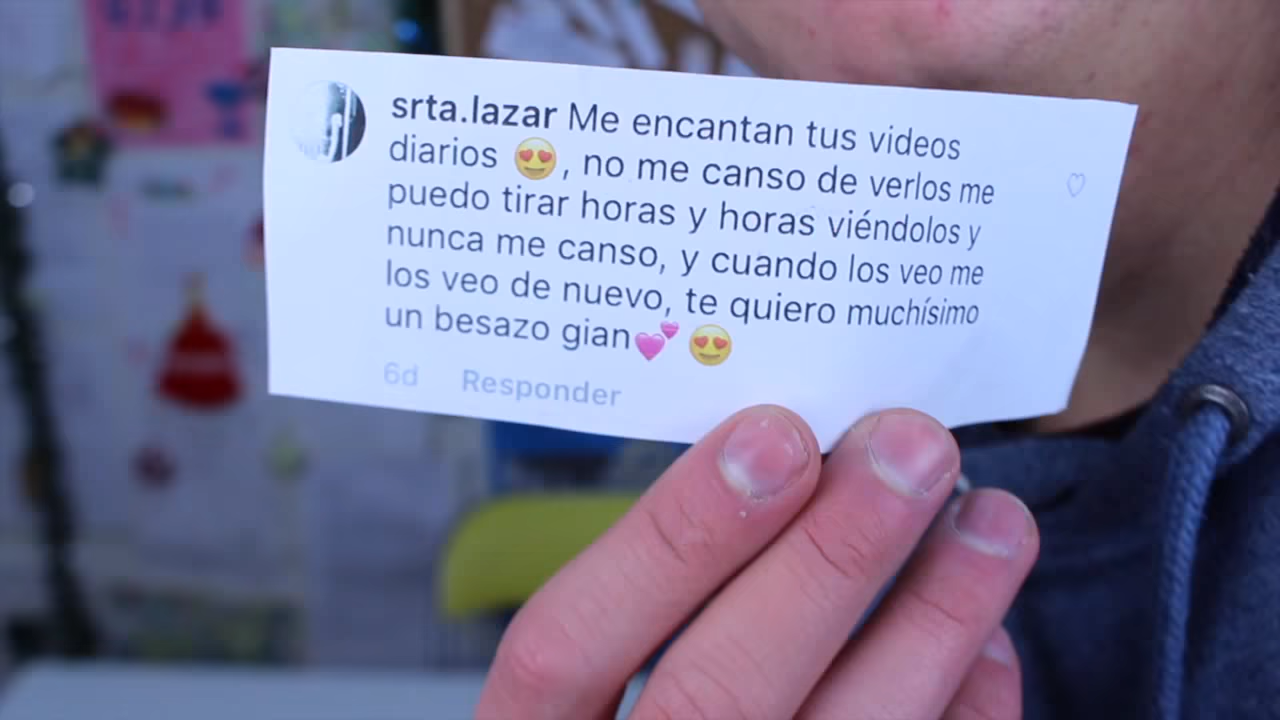 srta.lazar Me encantan tus videos
diarios 😍, no me canso de verlos me
puedo tirar horas y horas viéndolos y
nunca me canso, y cuando los veo me
los veo de nuevo, te quiero muchísimo
un besazo gian💕 😍
6d Responder